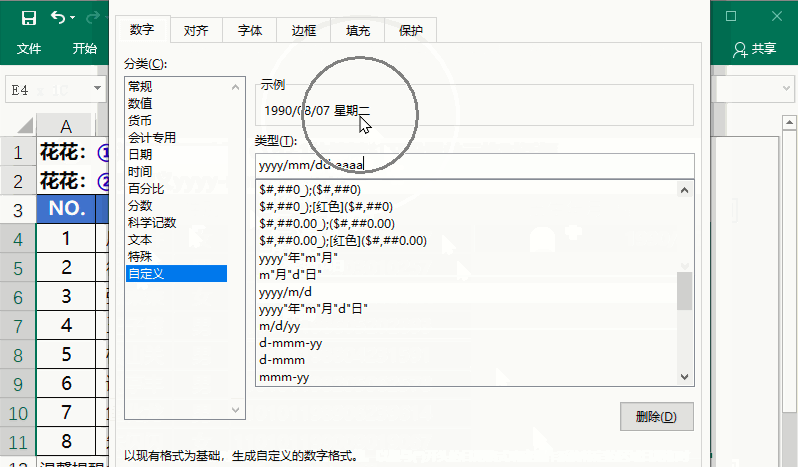 数字 对齐 字体 边框 填充 保护
文件 开始 共享
分类(C):
E4
常规
数值
货币
会计专用
日期
时间
百分比
分数
科学记数
文本
特殊
自定义
示例
1990/08/07 星期二
类型(T):
yyyy/mm/dd aaaa
$#,##0_);($#,##0)
$#,##0_);[红色]($#,##0)
$#,##0.00_);($#,##0.00)
$#,##0.00_);[红色]($#,##0.00)
yyyy"年"m"月"
m"月"d"日"
yyyy/m/d
yyyy"年"m"月"d"日"
m/d/yy
d-mmm-yy
d-mmm
mmm-yy
删除(D)
以现有格式为基础，生成自定义的数字格式。
A
1 花花：①
2 花花：②
3 NO.
4 1
5 2
6 3
7 4
8 5
9 6
10 7
11 8